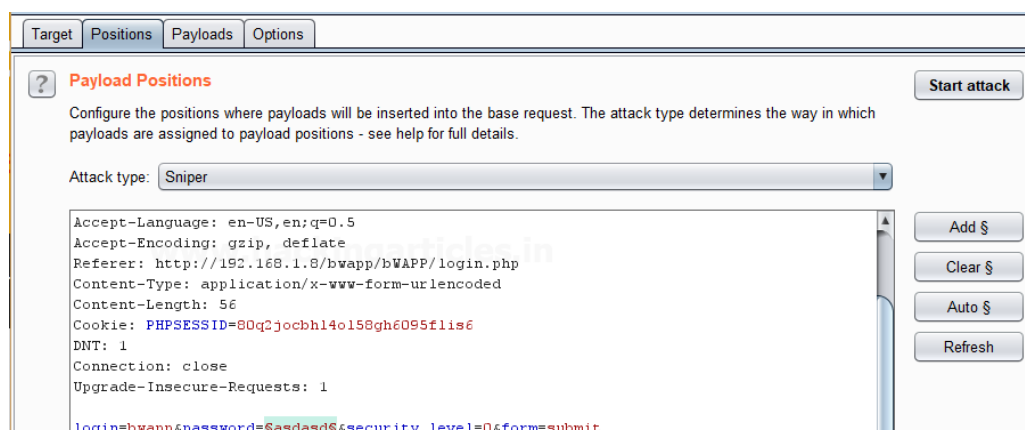 Target Positions Payloads Options
? Payload Positions
Start attack
Configure the positions where payloads will be inserted into the base request. The attack type determines the way in which
payloads are assigned to payload positions - see help for full details.
Attack type: Sniper
Accept-Language: en-US,en;q=0.5
Accept-Encoding: gzip, deflate
Referer: http://192.168.1.8/bwapp/bWAPP/login.php
Content-Type: application/x-www-form-urlencoded
Content-Length: 56
Cookie: PHPSESSID=80q2jocbhl4ol58gh6095flis6
DNT: 1
Connection: close
Upgrade-Insecure-Requests: 1
login=bwapp&password=§asdasd§&security_level=0&form=submit
Add §
Clear §
Auto §
Refresh